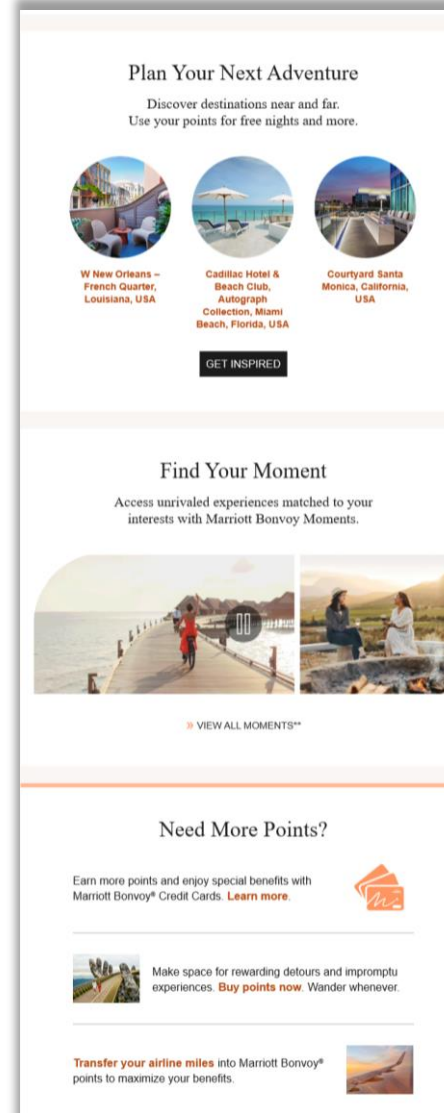 Plan Your Next Adventure
Discover destinations near and far.
Use your points for free nights and more.
W New Orleans –
French Quarter,
Louisiana, USA
Cadillac Hotel &
Beach Club,
Autograph
Collection, Miami
Beach, Florida, USA
Courtyard Santa
Monica, California,
USA
GET INSPIRED
Find Your Moment
Access unrivaled experiences matched to your
interests with Marriott Bonvoy Moments.
» VIEW ALL MOMENTS**
Need More Points?
Earn more points and enjoy special benefits with
Marriott Bonvoy® Credit Cards. Learn more.
Make space for rewarding detours and impromptu
experiences. Buy points now. Wander whenever.
Transfer your airline miles into Marriott Bonvoy®
points to maximize your benefits.